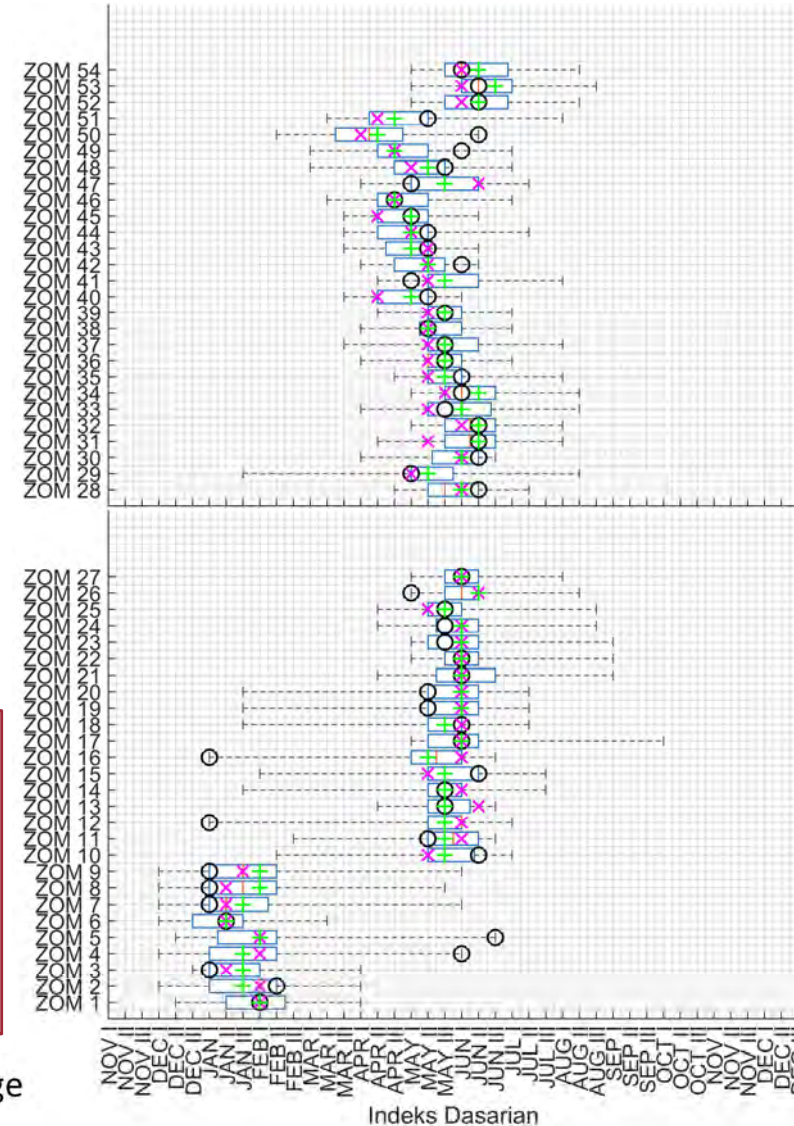 ZOM 54
ZOM 53
ZOM 52
ZOM 51
ZOM 50
ZOM 49
ZOM 48
ZOM 47
ZOM 46
ZOM 45
ZOM 44
ZOM 43
ZOM 42
ZOM 41
ZOM 40
ZOM 39
ZOM 38
ZOM 37
ZOM 36
ZOM 35
ZOM 34
ZOM 33
ZOM 32
ZOM 31
ZOM 30
ZOM 29
ZOM 28
ZOM 27
ZOM 26
ZOM 25
ZOM 24
ZOM 23
ZOM 22
ZOM 21
ZOM 20
ZOM 19
ZOM 18
ZOM 17
ZOM 16
ZOM 15
ZOM 14
ZOM 13
ZOM 12
ZOM 11
ZOM 10
ZOM 9
ZOM 8
ZOM 7
ZOM 6
ZOM 5
ZOM 4
ZOM 3
ZOM 2
ZOM 1
NOV I
NOV II
NOV III
DEC I
DEC II
DEC III
JAN I
JAN II
JAN III
FEB I
FEB II
FEB III
MAR I
MAR II
MAR III
APR I
APR II
APR III
MAY I
MAY II
MAY III
JUN I
JUN II
JUN III
JUL I
JUL II
JUL III
AUG I
AUG II
AUG III
SEP I
SEP II
SEP III
OCT I
OCT II
OCT III
NOV I
NOV II
NOV III
DEC I
DEC II
Indeks Dasarian